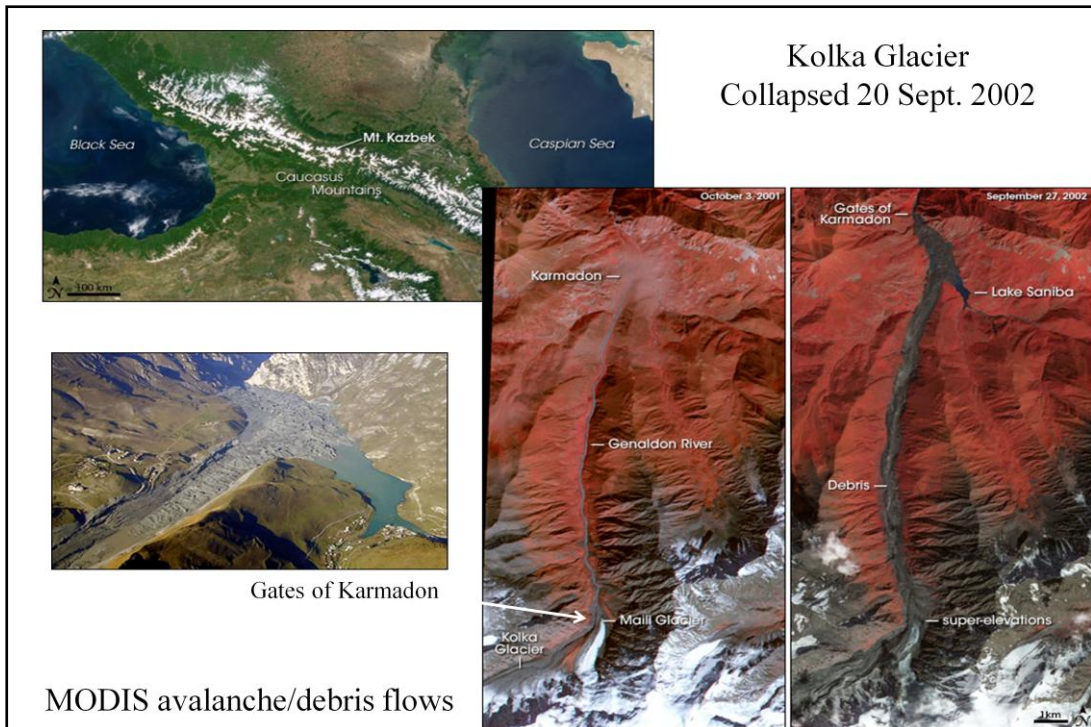 Kolka Glacier
Collapsed 20 Sept. 2002
Black Sea
Mt. Kazbek
Caspian Sea
Caucasus
Mountains
N
100 km
October 3, 2001
Karmadon
Genaldon River
Maili Glacier
Kolka
Glacier
September 27, 2002
Gates of
Karmadon
Lake Saniba
Debris
super-elevations
1km
N
Gates of Karmadon
MODIS avalanche/debris flows